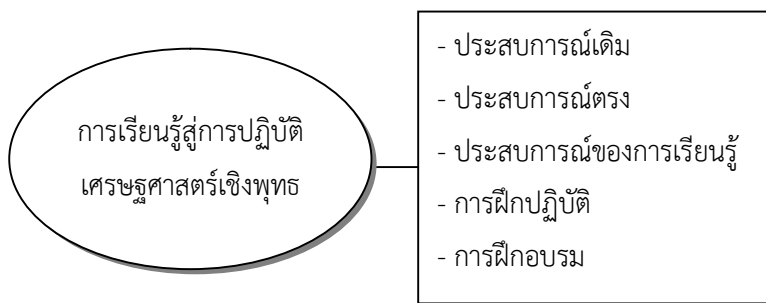 การเรียนรู้สู่การปฏิบัติ
เศรษฐศาสตร์เชิงพุทธ
- ประสบการณ์เดิม
- ประสบการณ์ตรง
- ประสบการณ์ของการเรียนรู้
- การฝึกปฏิบัติ
- การฝึกอบรม